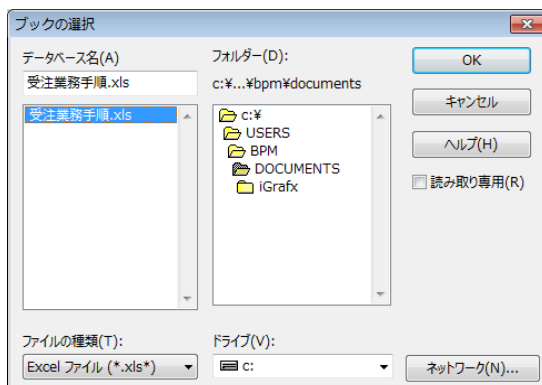 ブックの選択
データベース名(A)
受注業務手順.xls
受注業務手順.xls
ファイルの種類(T):
Excel ファイル (*.xls*)
フォルダー(D):
c:¥...¥bpm¥documents
c:¥
USERS
BPM
DOCUMENTS
iGrafx
ドライブ(V):
c:
OK
キャンセル
ヘルプ(H)
読み取り専用(R)
ネットワーク(N)...